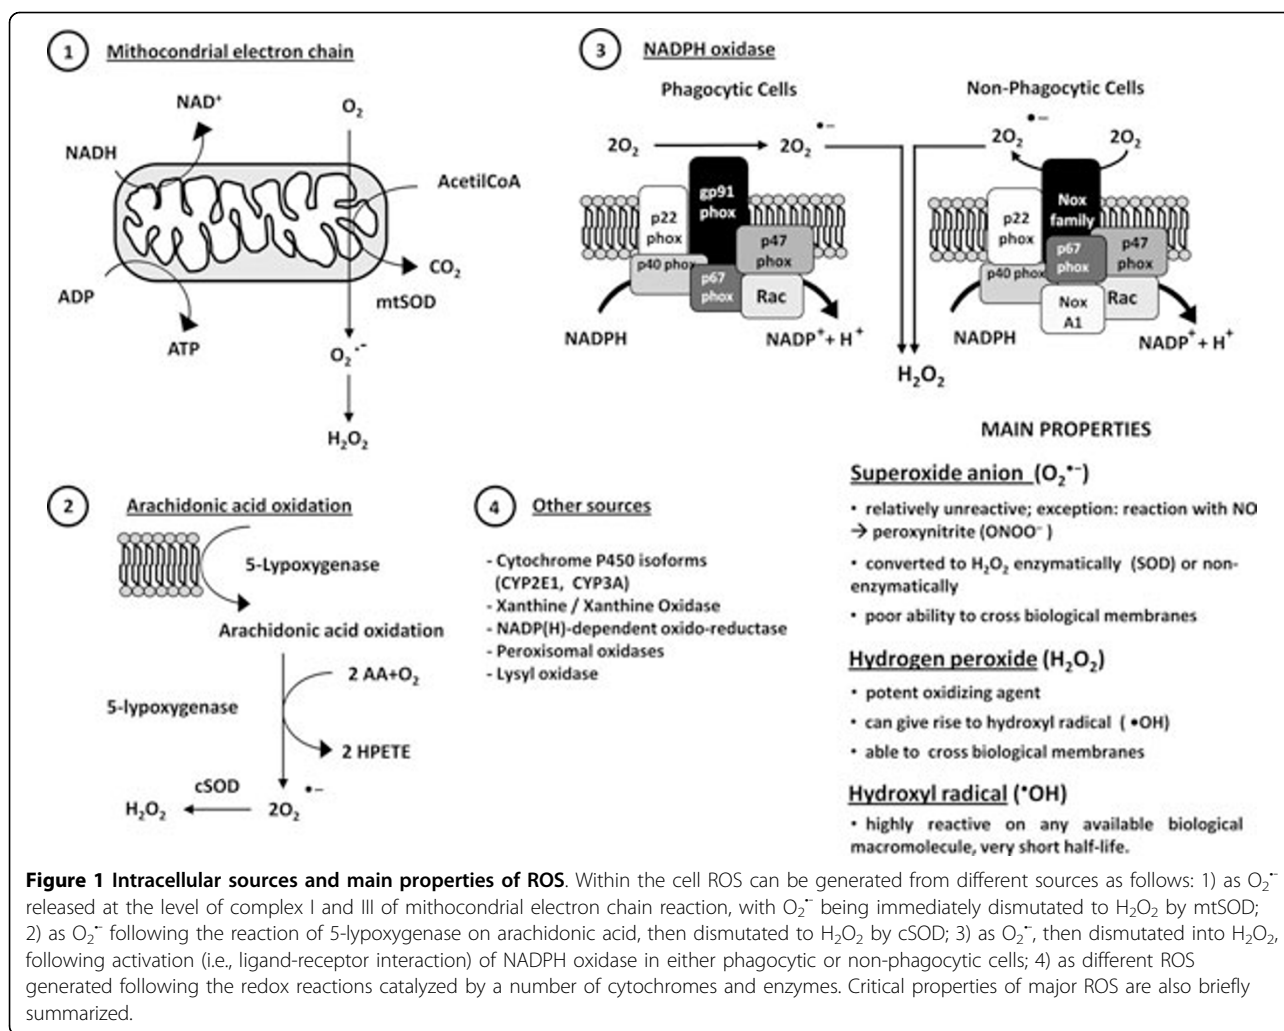 1 Mithocondrial electron chain
NAD⁺
O₂
NADH
AcetilCoA
CO₂
ADP
mtSOD
ATP
O₂•⁻
H₂O₂
2 Arachidonic acid oxidation
5-Lypoxygenase
Arachidonic acid oxidation
2 AA+O₂
5-lypoxygenase
2 HPETE
cSOD
H₂O₂
2O₂•⁻
3 NADPH oxidase
Phagocytic Cells
2O₂
2O₂•⁻
gp91
phox
p22
phox
p47
phox
p40 phox
p67
phox
Rac
NADPH
NADP⁺+ H⁺
Non-Phagocytic Cells
2O₂•⁻
2O₂
Nox
family
p22
phox
p67
phox
p47
phox
p40 phox
Nox
A1
Rac
NADPH
NADP⁺+ H⁺
H₂O₂
4 Other sources
- Cytochrome P450 isoforms
(CYP2E1, CYP3A)
- Xanthine / Xanthine Oxidase
- NADP(H)-dependent oxido-reductase
- Peroxisomal oxidases
- Lysyl oxidase
MAIN PROPERTIES
Superoxide anion (O₂•⁻)
• relatively unreactive; exception: reaction with NO
→ peroxynitrite (ONOO⁻ )
• converted to H₂O₂ enzymatically (SOD) or non-
enzymatically
• poor ability to cross biological membranes
Hydrogen peroxide (H₂O₂)
• potent oxidizing agent
• can give rise to hydroxyl radical ( •OH)
• able to cross biological membranes
Hydroxyl radical (•OH)
• highly reactive on any available biological
macromolecule, very short half-life.
Figure 1 Intracellular sources and main properties of ROS. Within the cell ROS can be generated from different sources as follows: 1) as O₂•⁻
released at the level of complex I and III of mithocondrial electron chain reaction, with O₂•⁻ being immediately dismutated to H₂O₂ by mtSOD;
2) as O₂•⁻ following the reaction of 5-lypoxygenase on arachidonic acid, then dismutated to H₂O₂ by cSOD; 3) as O₂•⁻, then dismutated into H₂O₂,
following activation (i.e., ligand-receptor interaction) of NADPH oxidase in either phagocytic or non-phagocytic cells; 4) as different ROS
generated following the redox reactions catalyzed by a number of cytochromes and enzymes. Critical properties of major ROS are also briefly
summarized.